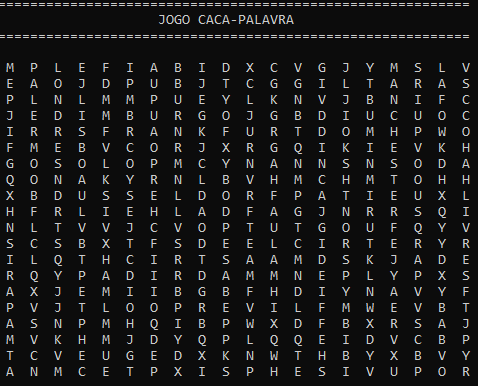 ====================================================
JOGO CACA-PALAVRA
====================================================
M P L E F I A B I D X C V G J Y M S L V
E A O J D P U B J T C G G I L T A R A S
P L N L M M P U E Y L K N V J B N I F C
J E D I M B U R G O J G B D I U C U O C
I R R S F R A N K F U R T D O M H P W O
F M E B V C O R J X R G Q I K I E V K H
G O S O L O P M C Y N A N N S N S O D A
Q O N A K Y R N L B V H M C H M T O H H
X B D U S S E L D O R F P A T I E U X L
H F R L I E H L A D F A G J N R R S Q I
N L T V V J C V O P T U T G O U F Q Y V
S C S B X T F S D E E L C I R T E R Y R
I L Q T H C I R T S A A M D S K J A D E
R Q Y P A D I R D A M M N E P L Y P X S
A X J E M I I B G B F H D I Y N A V Y F
P V J T L O O P R E V I L F M W E V B T
A S N P M H Q I B P W X D F B X R S A J
M V K H M J D Y Q P L Q Q E I D V C B P
T C V E U G E D X K N W T H B Y X B V Y
A N M C E T P X I S P H E S I V U P O R